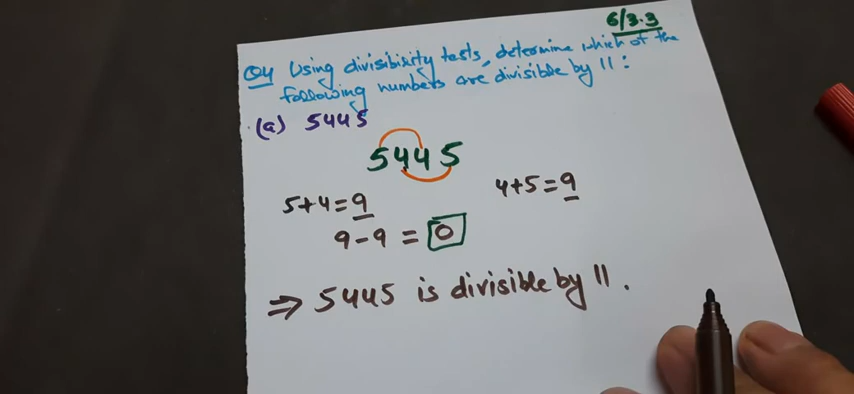 6/3.3
Q4 Using divisibility tests, determine which of the
following numbers are divisible by 11:
(a) 5445
5445
5+4=9 4+5=9
9-9 = 0
⇒ 5445 is divisible by 11.